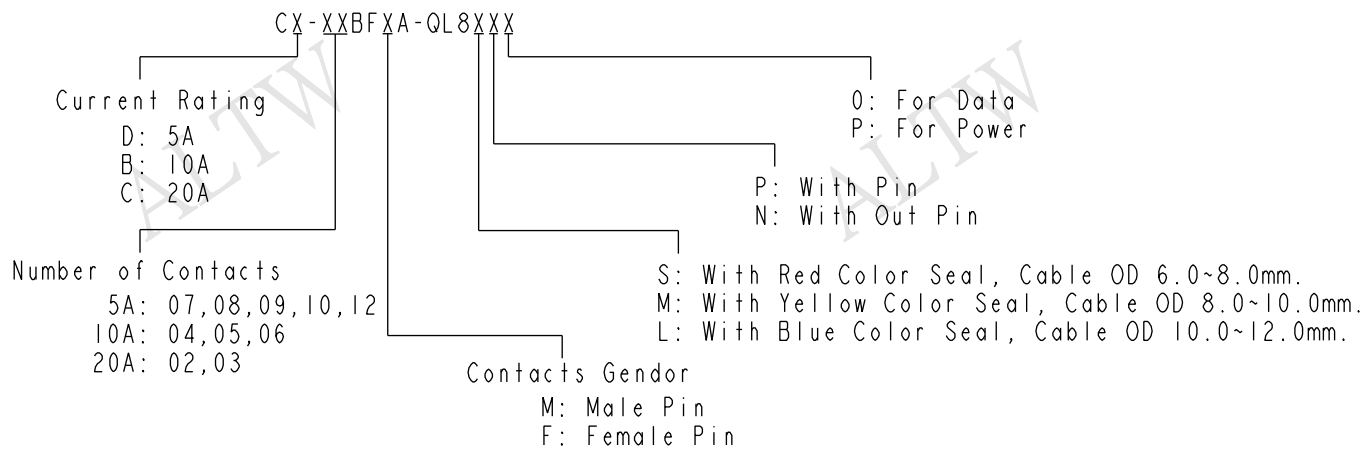 CX-XXBFXA-QL8XXX
Current Rating
D: 5A
B: 10A
C: 20A
Number of Contacts
5A: 07,08,09,10,12
10A: 04,05,06
20A: 02,03
Contacts Gendor
M: Male Pin
F: Female Pin
S: With Red Color Seal, Cable OD 6.0~8.0mm.
M: With Yellow Color Seal, Cable OD 8.0~10.0mm.
L: With Blue Color Seal, Cable OD 10.0~12.0mm.
P: With Pin
N: With Out Pin
0: For Data
P: For Power
ALTW
ALTW